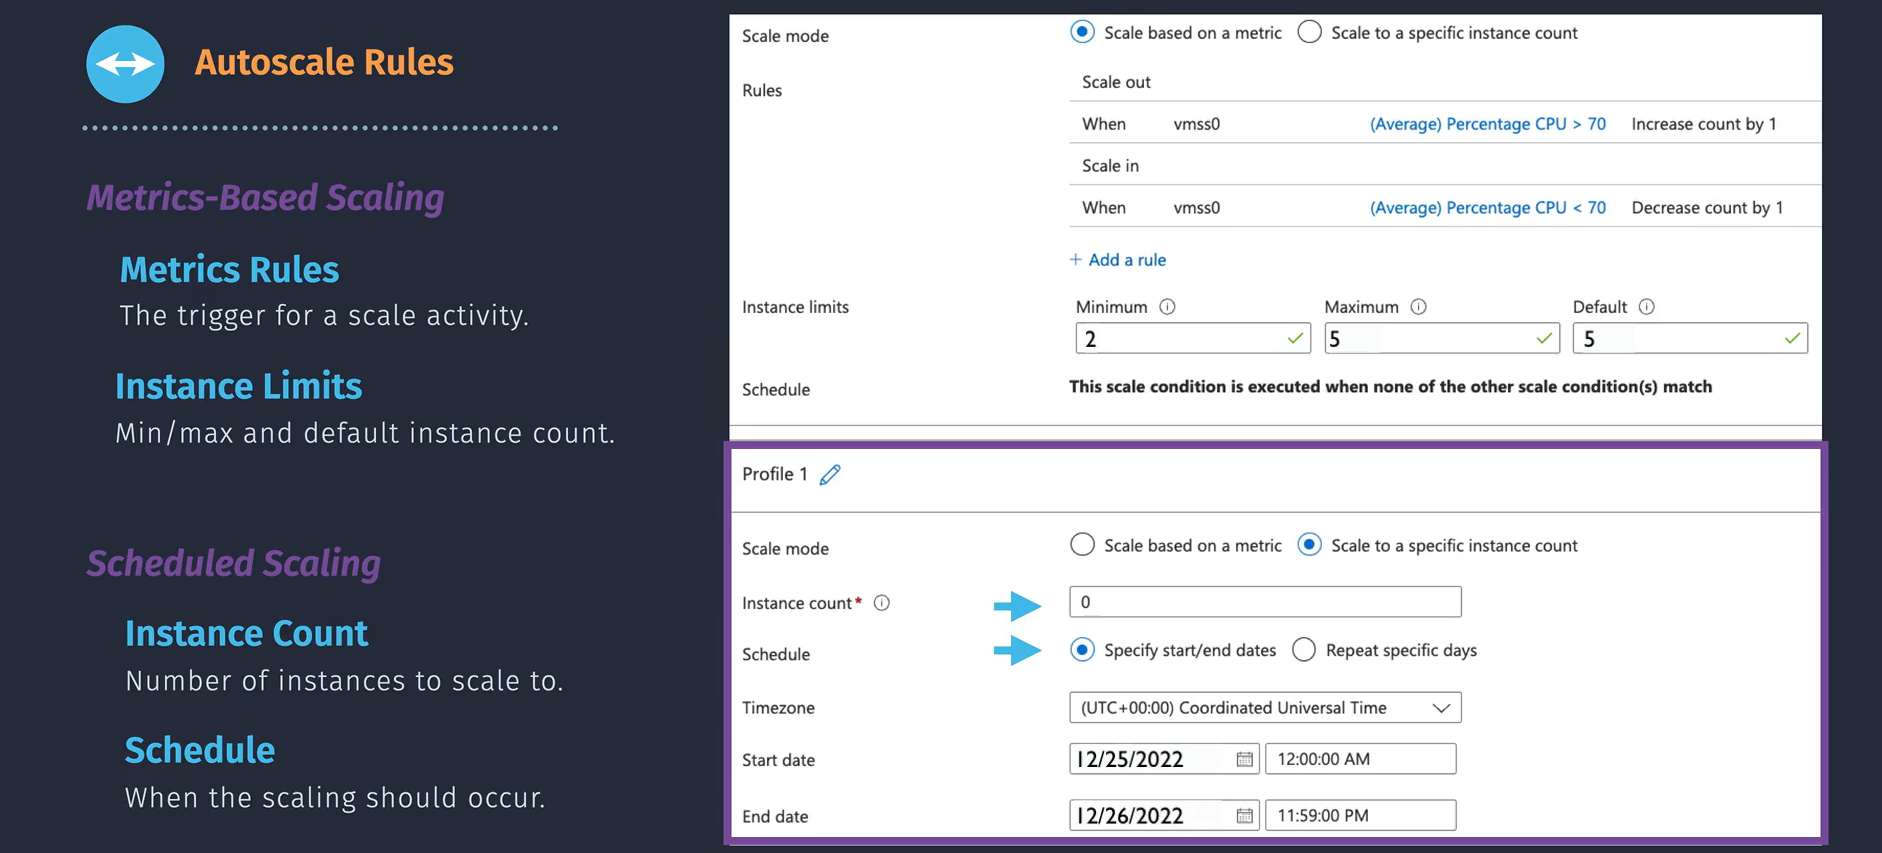 Autoscale Rules
Metrics-Based Scaling
Metrics Rules
The trigger for a scale activity.
Instance Limits
Min/max and default instance count.
Scheduled Scaling
Instance Count
Number of instances to scale to.
Schedule
When the scaling should occur.
Scale mode Scale based on a metric Scale to a specific instance count
Rules
Scale out
When vmss0 (Average) Percentage CPU > 70 Increase count by 1
Scale in
When vmss0 (Average) Percentage CPU < 70 Decrease count by 1
+ Add a rule
Instance limits Minimum Maximum Default
2 5 5
Schedule This scale condition is executed when none of the other scale condition(s) match
Profile 1
Scale mode Scale based on a metric Scale to a specific instance count
Instance count* 0
Schedule Specify start/end dates Repeat specific days
Timezone (UTC+00:00) Coordinated Universal Time
Start date 12/25/2022 12:00:00 AM
End date 12/26/2022 11:59:00 PM